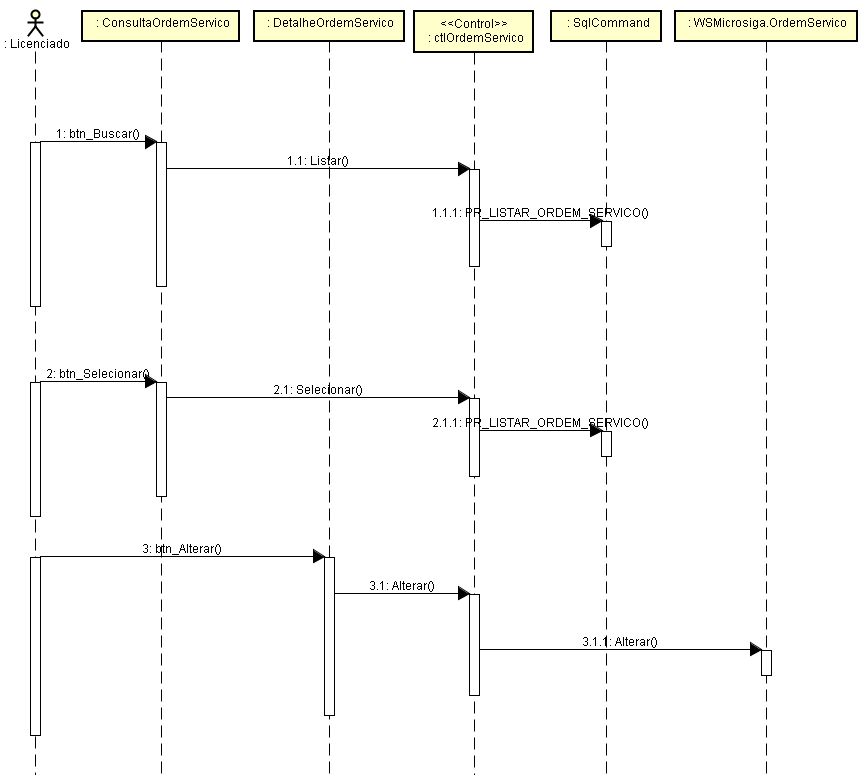 : Licenciado
: ConsultaOrdemServico
: DetalheOrdemServico
<<Control>>
: ctlOrdemServico
: SqlCommand
: WSMicrosiga.OrdemServico
1: btn_Buscar()
1.1: Listar()
1.1.1: PR_LISTAR_ORDEM_SERVICO()
2: btn_Selecionar()
2.1: Selecionar()
2.1.1: PR_LISTAR_ORDEM_SERVICO()
3: btn_Alterar()
3.1: Alterar()
3.1.1: Alterar()